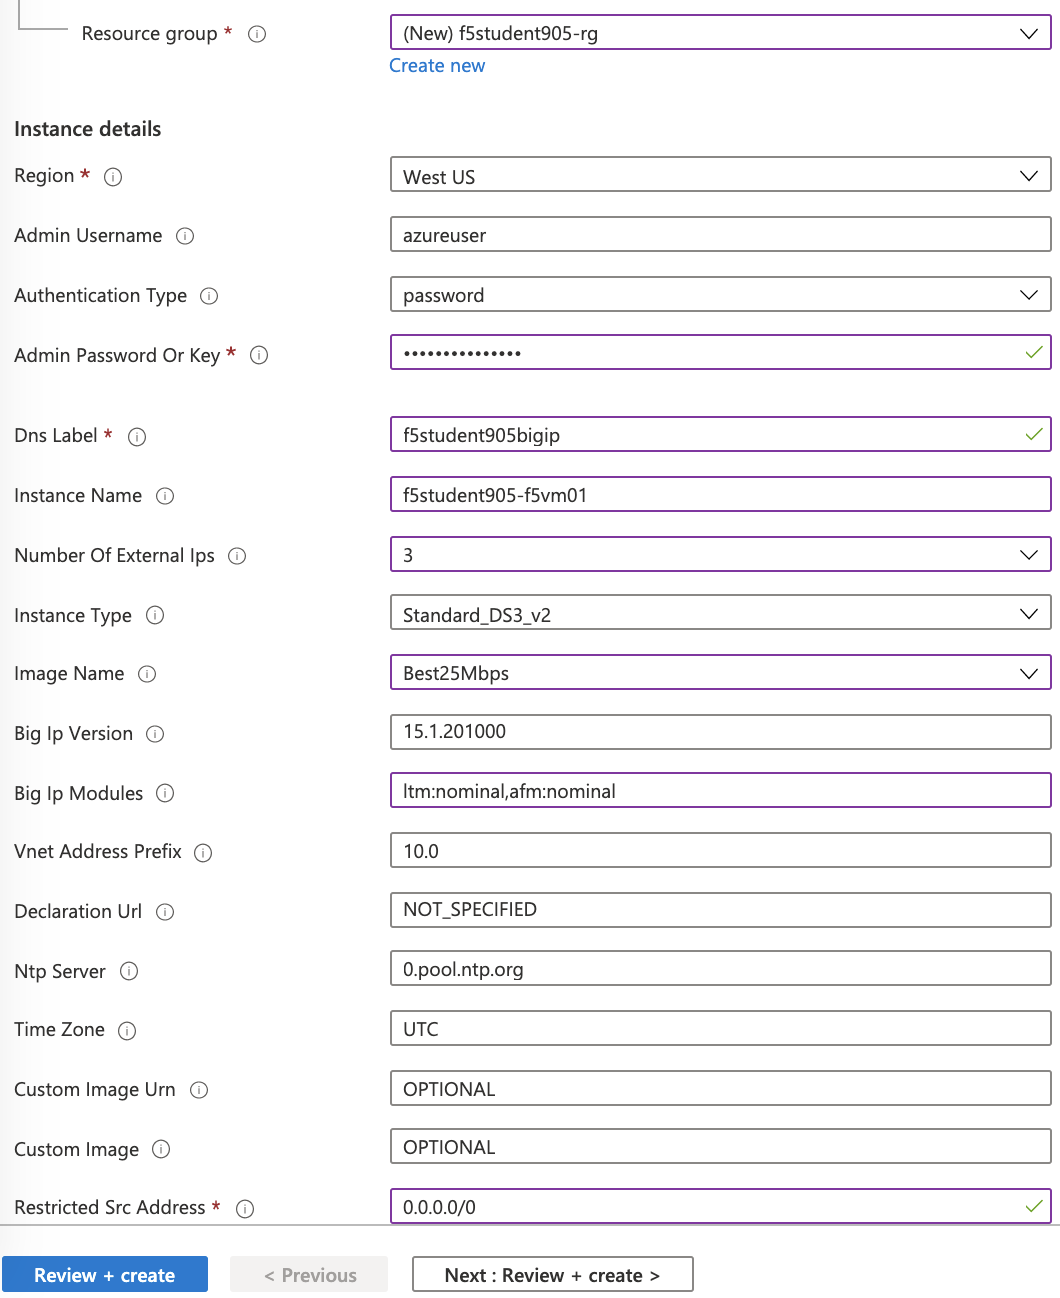 Resource group * (New) f5student905-rg
Create new
Instance details
Region * West US
Admin Username azureuser
Authentication Type password
Admin Password Or Key * •••••••••••••••
Dns Label * f5student905bigip
Instance Name f5student905-f5vm01
Number Of External Ips 3
Instance Type Standard_DS3_v2
Image Name Best25Mbps
Big Ip Version 15.1.201000
Big Ip Modules ltm:nominal,afm:nominal
Vnet Address Prefix 10.0
Declaration Url NOT_SPECIFIED
Ntp Server 0.pool.ntp.org
Time Zone UTC
Custom Image Urn OPTIONAL
Custom Image OPTIONAL
Restricted Src Address * 0.0.0.0/0
Review + create < Previous Next : Review + create >